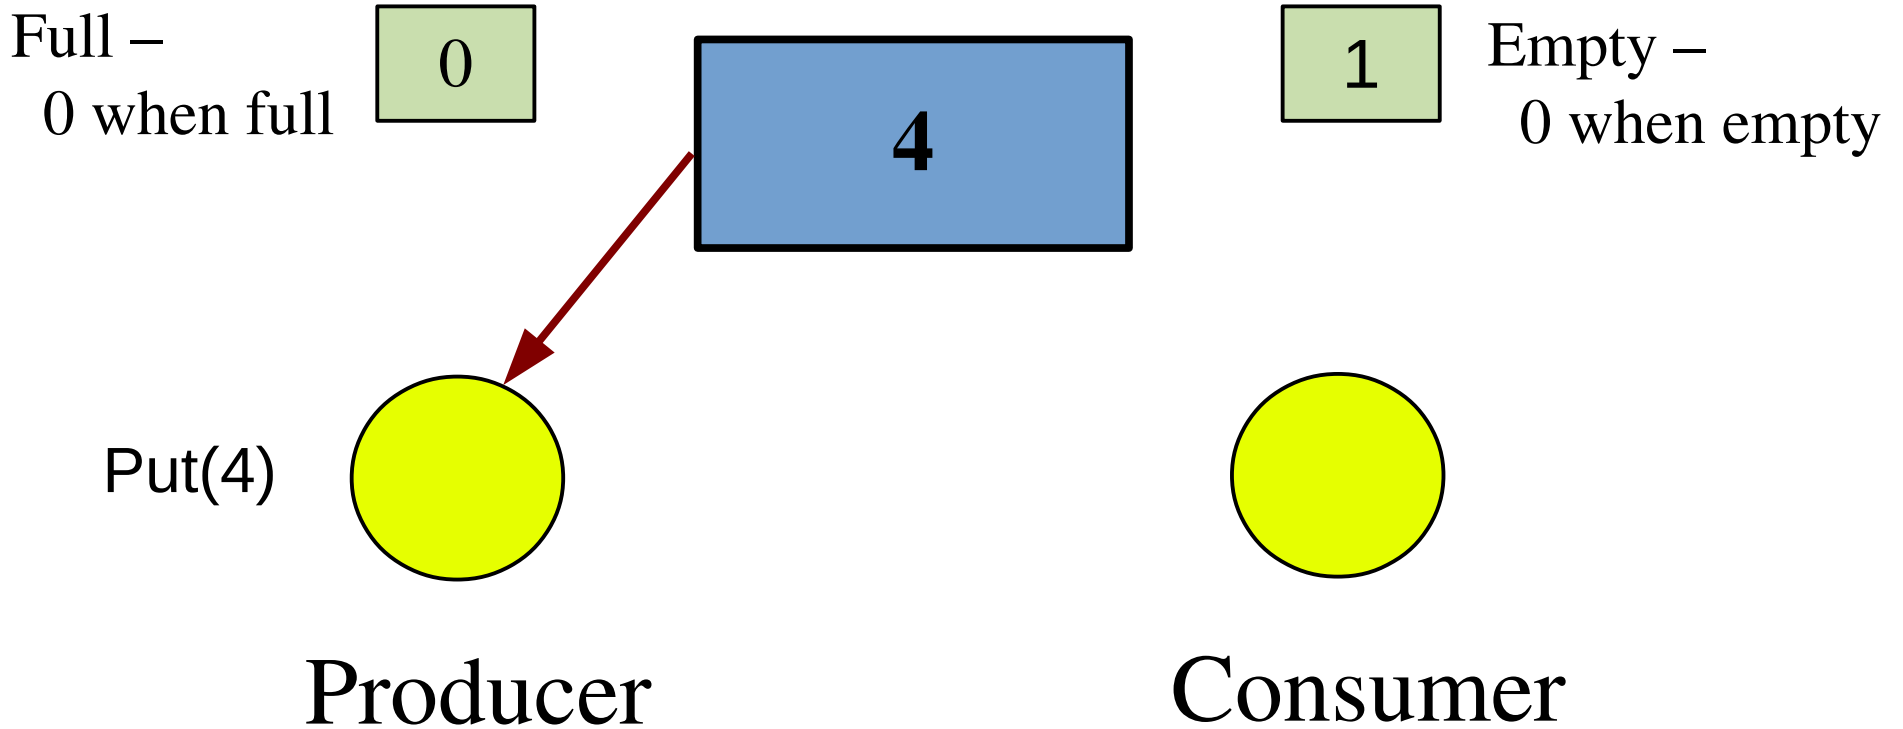 Full –
0 when full
0
4
1
Empty –
0 when empty
Put(4)
Producer
Consumer